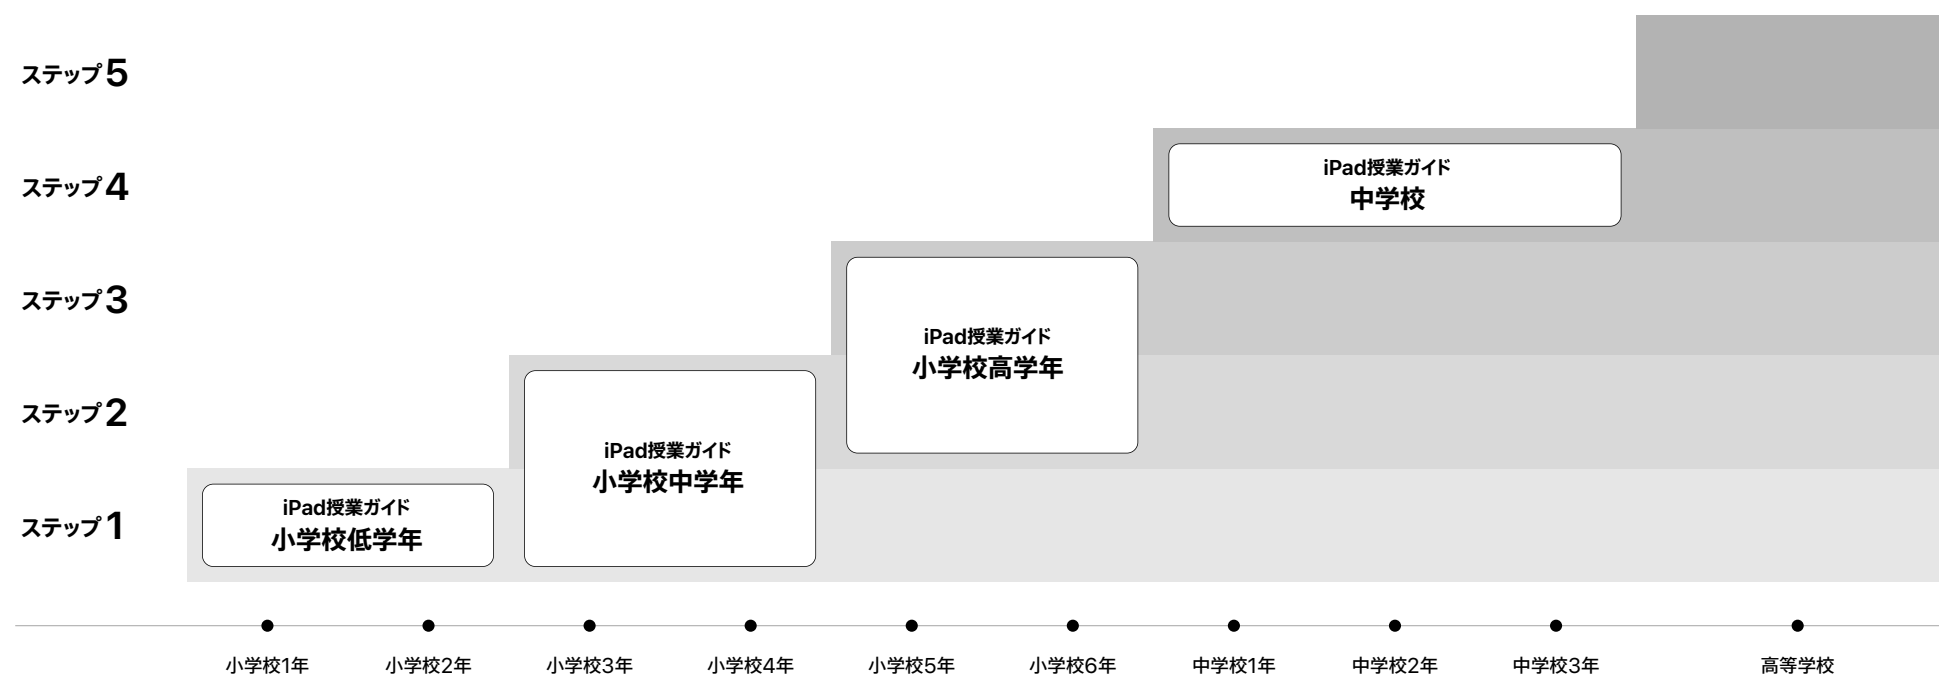 ステップ5
ステップ4
iPad授業ガイド
中学校
ステップ3
iPad授業ガイド
小学校高学年
ステップ2
iPad授業ガイド
小学校中学年
ステップ1
iPad授業ガイド
小学校低学年
小学校1年
小学校2年
小学校3年
小学校4年
小学校5年
小学校6年
中学校1年
中学校2年
中学校3年
高等学校